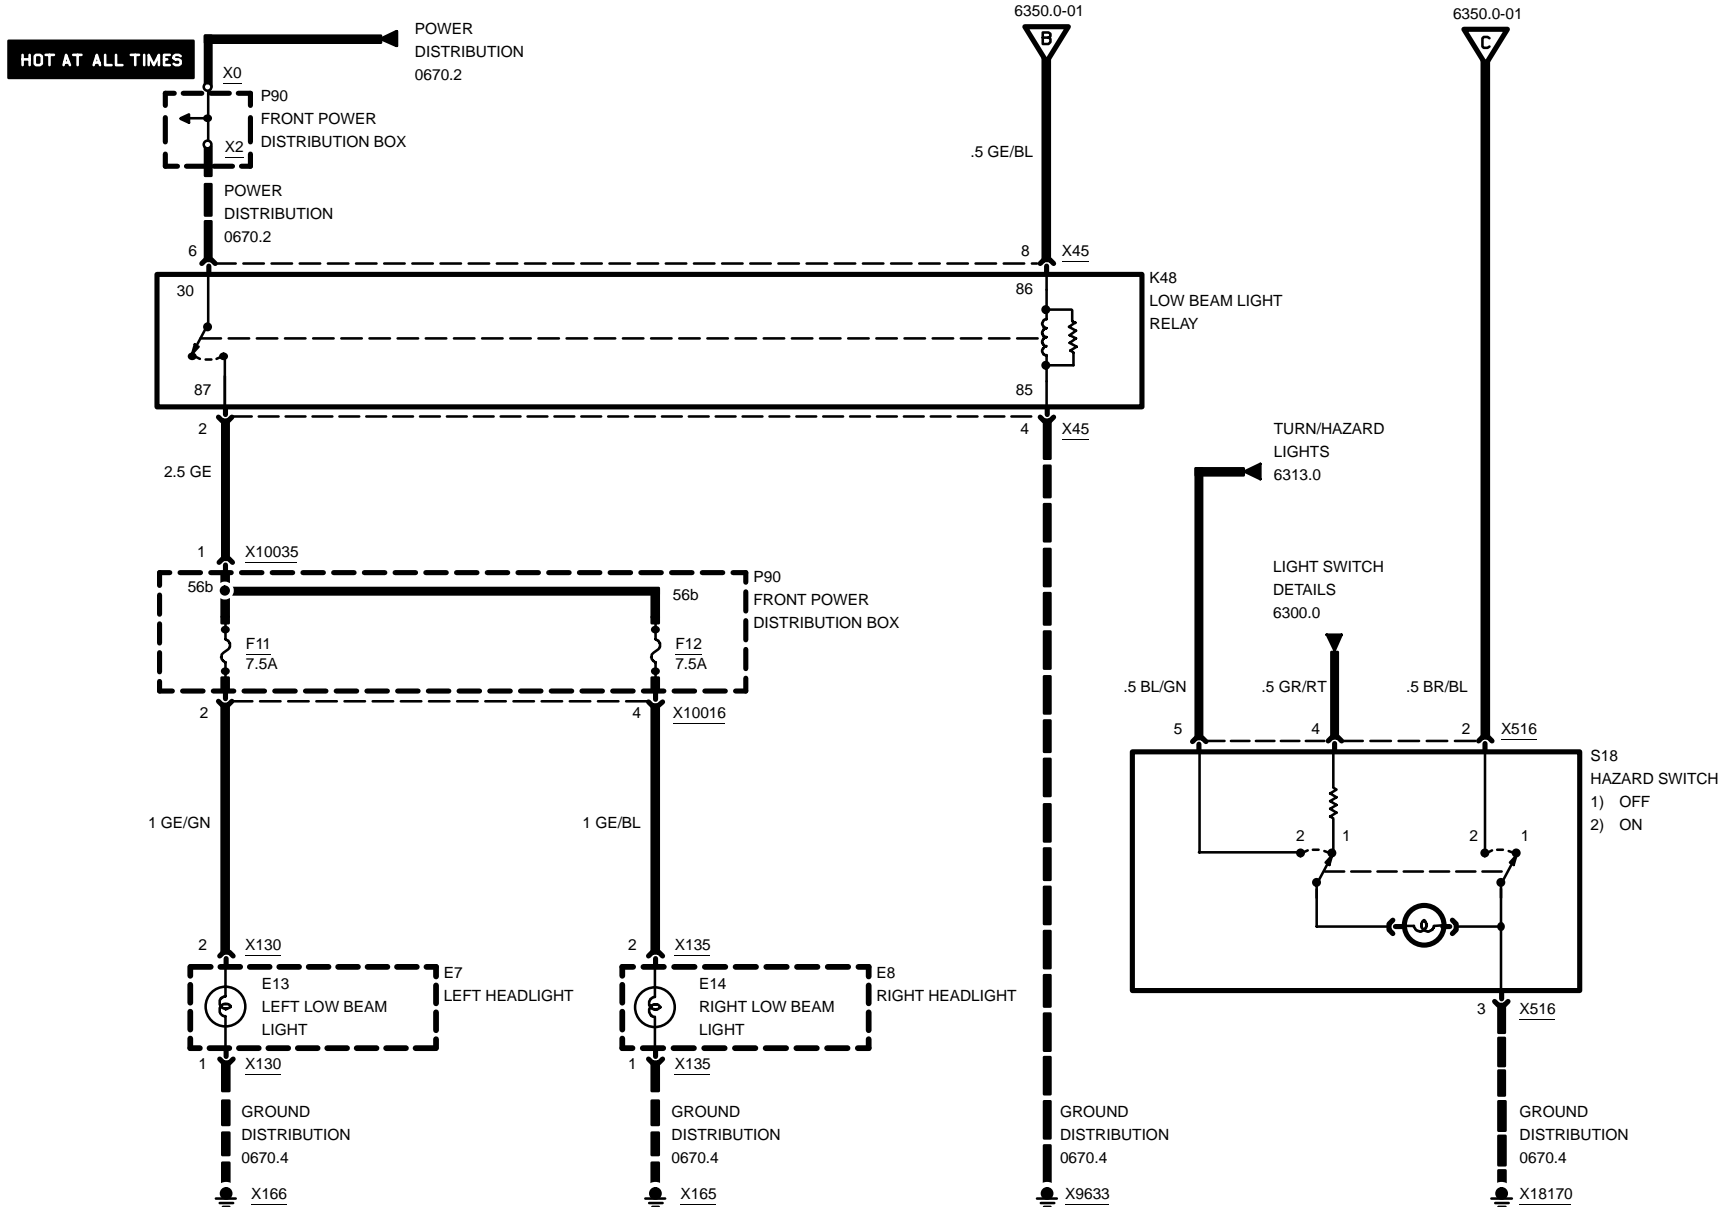 6350.0-01
6350.0-01
HOT AT ALL TIMES
POWER
DISTRIBUTION
0670.2
B
C
X0
P90
FRONT POWER
DISTRIBUTION BOX
X2
.5 GE/BL
POWER
DISTRIBUTION
0670.2
6
8
X45
30
86
K48
LOW BEAM LIGHT
RELAY
87
85
2
4
X45
2.5 GE
TURN/HAZARD
LIGHTS
6313.0
1
X10035
56b
56b
P90
FRONT POWER
DISTRIBUTION BOX
F11
7.5A
F12
7.5A
LIGHT SWITCH
DETAILS
6300.0
.5 BL/GN
.5 GR/RT
.5 BR/BL
2
4
X10016
5
4
2
X516
S18
HAZARD SWITCH
1) OFF
2) ON
1 GE/GN
1 GE/BL
2
1
2
1
2
X130
2
X135
E7
LEFT HEADLIGHT
E13
LEFT LOW BEAM
LIGHT
E8
RIGHT HEADLIGHT
E14
RIGHT LOW BEAM
LIGHT
3
X516
1
X130
1
X135
GROUND
DISTRIBUTION
0670.4
GROUND
DISTRIBUTION
0670.4
GROUND
DISTRIBUTION
0670.4
GROUND
DISTRIBUTION
0670.4
X166
X165
X9633
X18170